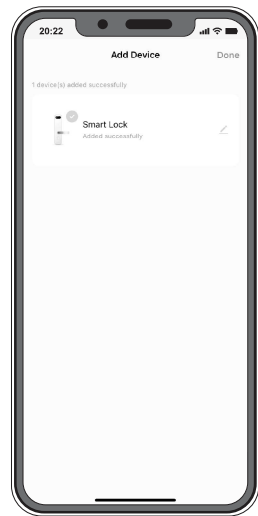 20:22
Add Device Done
1 device(s) added successfully
Smart Lock
Added successfully